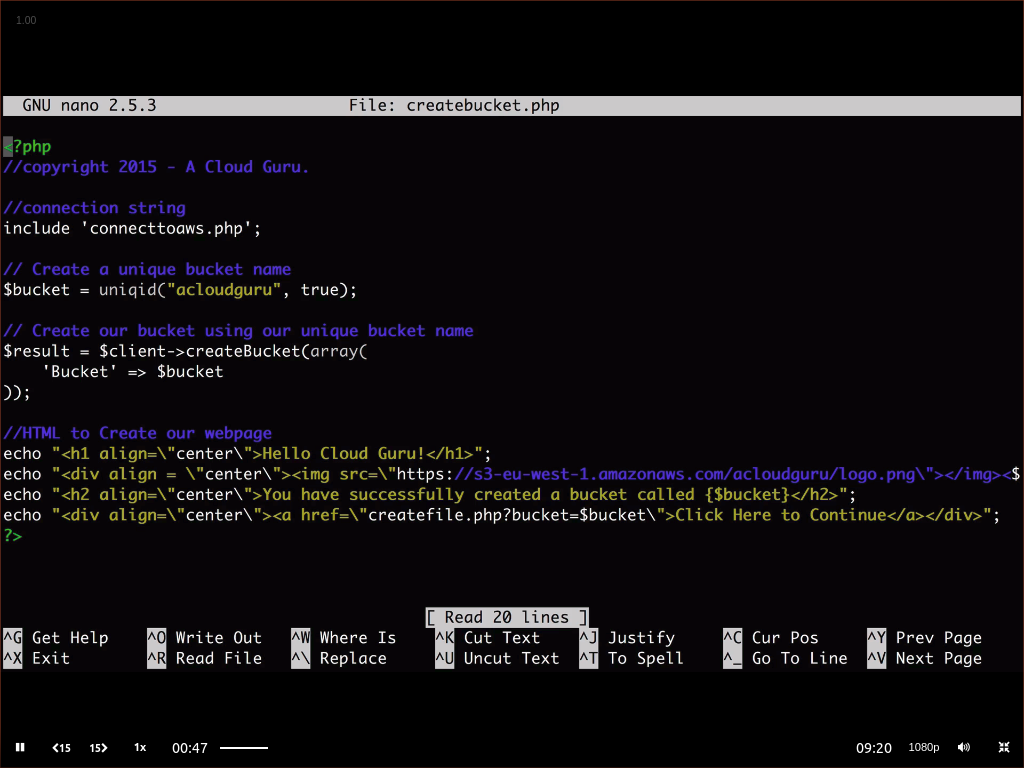 1.00
GNU nano 2.5.3 File: createbucket.php
<?php
//copyright 2015 - A Cloud Guru.
//connection string
include 'connecttoaws.php';
// Create a unique bucket name
$bucket = uniqid("acloudguru", true);
// Create our bucket using our unique bucket name
$result = $client->createBucket(array(
    'Bucket' => $bucket
));
//HTML to Create our webpage
echo "<h1 align=\"center\">Hello Cloud Guru!</h1>";
echo "<div align = \"center\"><img src=\"https://s3-eu-west-1.amazonaws.com/acloudguru/logo.png\"></img><$
echo "<h2 align=\"center\">You have successfully created a bucket called {$bucket}</h2>";
echo "<div align=\"center\"><a href=\"createfile.php?bucket=$bucket\">Click Here to Continue</a></div>";
?>
[ Read 20 lines ]
^G Get Help ^O Write Out ^W Where Is ^K Cut Text ^J Justify ^C Cur Pos ^Y Prev Page
^X Exit ^R Read File ^\ Replace ^U Uncut Text ^T To Spell ^_ Go To Line ^V Next Page
<15 15> 1x 00:47 09:20 1080p